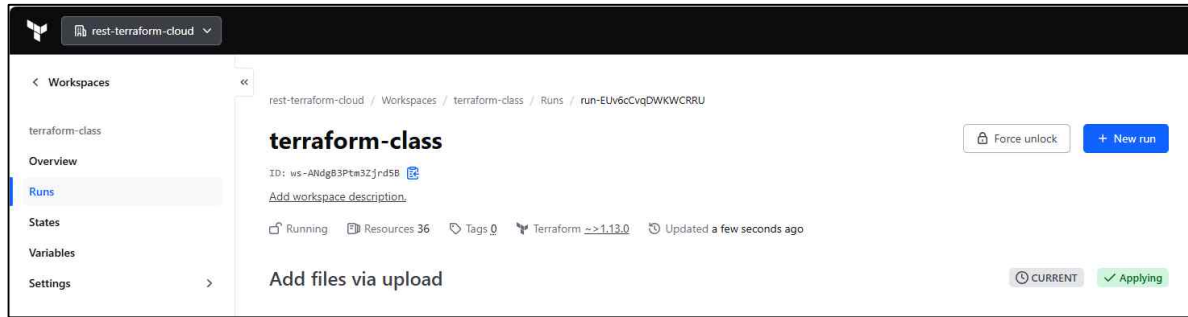 rest-terraform-cloud
Workspaces
rest-terraform-cloud / Workspaces / terraform-class / Runs / run-EUv6cCvqDWKWCRRU
terraform-class
terraform-class
Force unlock
+ New run
Overview
ID: ws-ANdgB3Ptm3Zjrd5B
Runs
Add workspace description.
States
Running Resources 36 Tags 0 Terraform ~>1.13.0 Updated a few seconds ago
Variables
Settings
Add files via upload
CURRENT
Applying